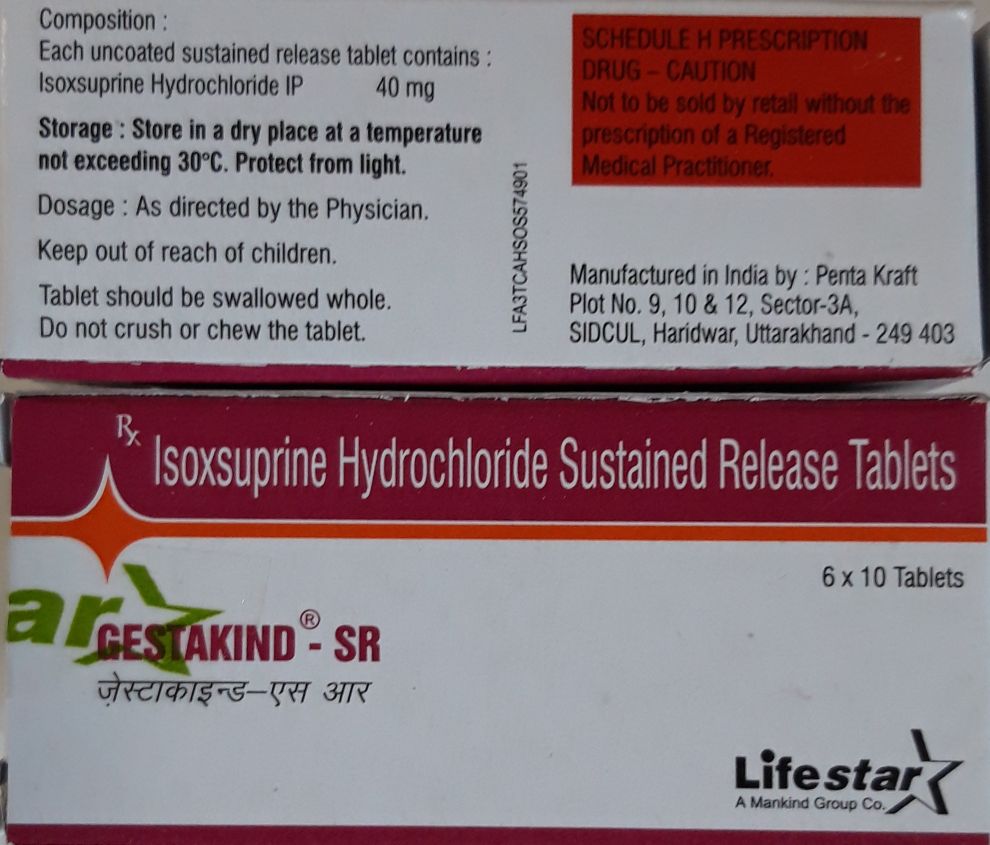 Composition :
Each uncoated sustained release tablet contains :
Isoxsuprine Hydrochloride IP 40 mg
Storage : Store in a dry place at a temperature
not exceeding 30°C. Protect from light.
Dosage : As directed by the Physician.
Keep out of reach of children.
Tablet should be swallowed whole.
Do not crush or chew the tablet.
LFA3TCAHSOS574901
SCHEDULE H PRESCRIPTION
DRUG – CAUTION
Not to be sold by retail without the
prescription of a Registered
Medical Practitioner.
Manufactured in India by : Penta Kraft
Plot No. 9, 10 & 12, Sector-3A,
SIDCUL, Haridwar, Uttarakhand - 249 403
Rx Isoxsuprine Hydrochloride Sustained Release Tablets
6 x 10 Tablets
ar
GESTAKIND® - SR
ज़ेस्टाकाइन्ड–एस आर
Lifestar
A Mankind Group Co.